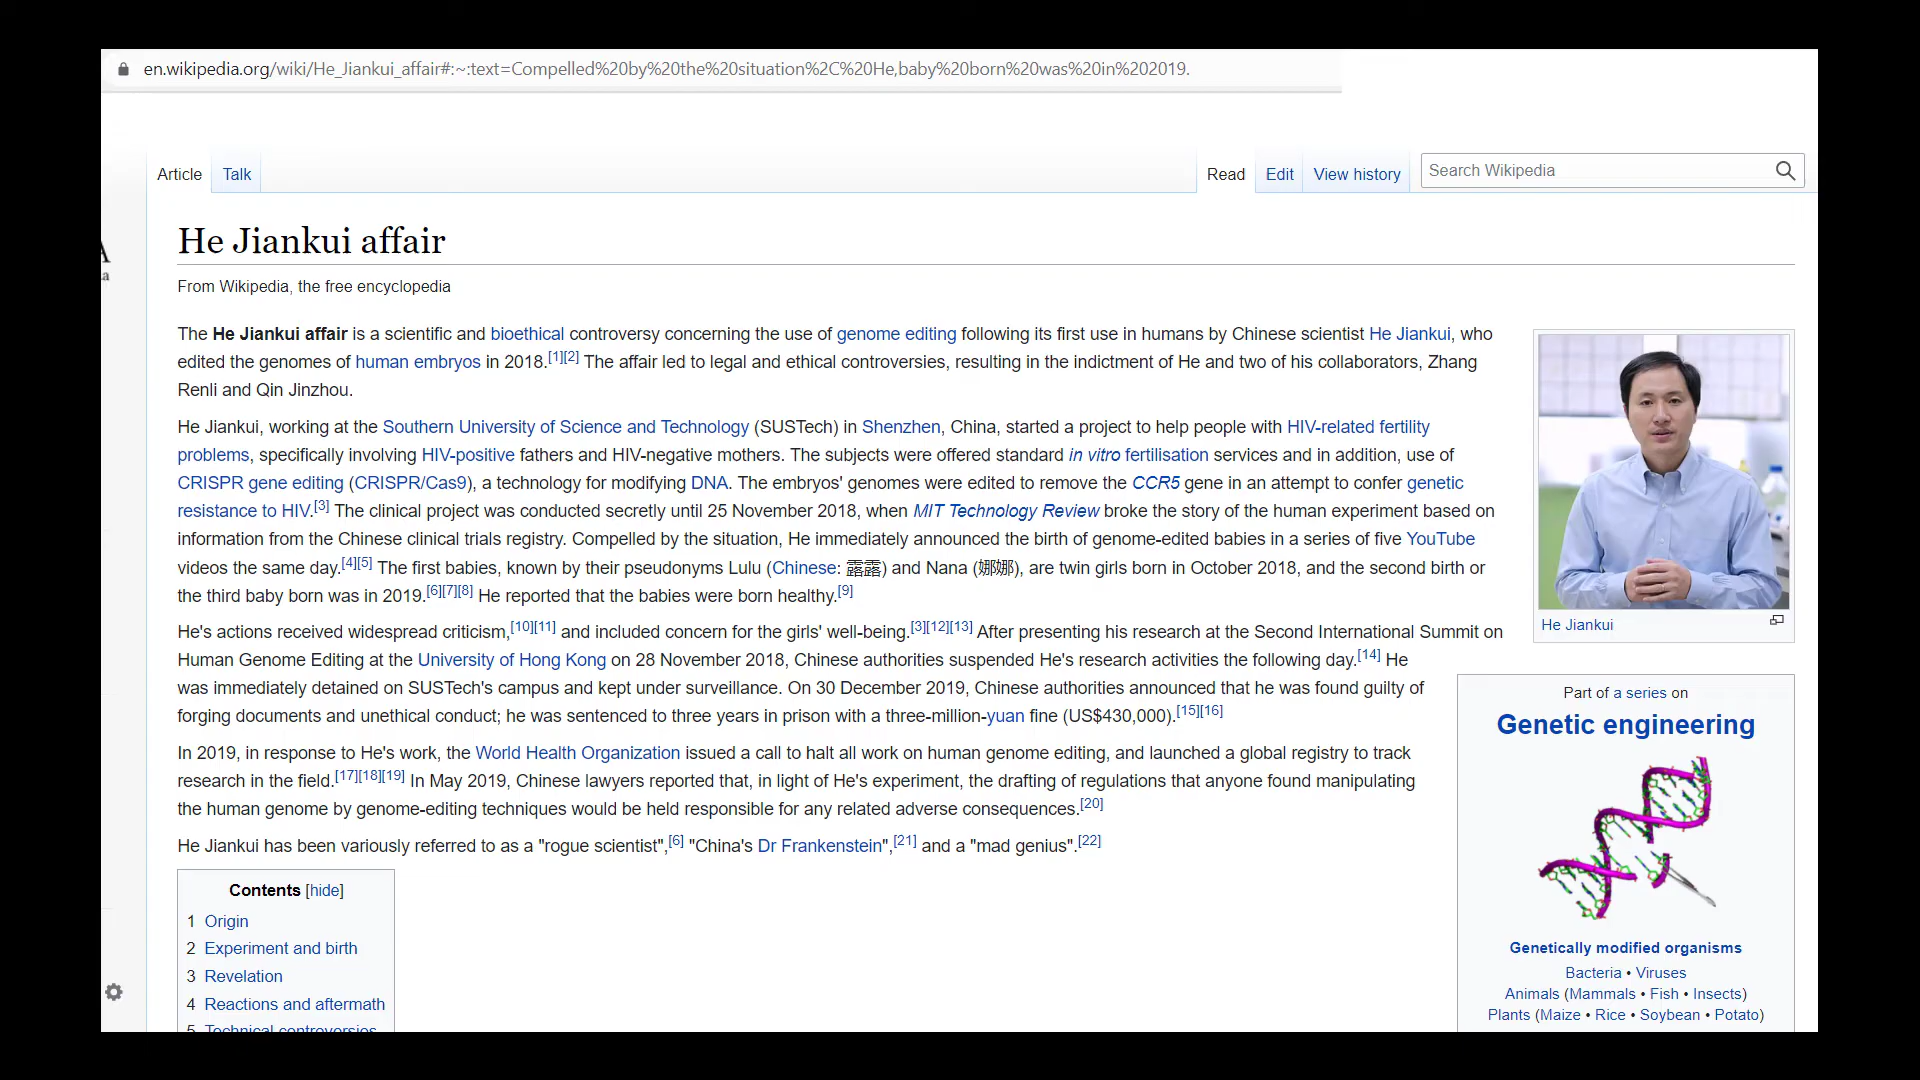 en.wikipedia.org/wiki/He_Jiankui_affair#:~:text=Compelled%20by%20the%20situation%2C%20He,baby%20born%20was%20in%202019.
Article Talk Read Edit View history Search Wikipedia
A
a
He Jiankui affair
From Wikipedia, the free encyclopedia
The He Jiankui affair is a scientific and bioethical controversy concerning the use of genome editing following its first use in humans by Chinese scientist He Jiankui, who
edited the genomes of human embryos in 2018.[1][2] The affair led to legal and ethical controversies, resulting in the indictment of He and two of his collaborators, Zhang
Renli and Qin Jinzhou.
He Jiankui, working at the Southern University of Science and Technology (SUSTech) in Shenzhen, China, started a project to help people with HIV-related fertility
problems, specifically involving HIV-positive fathers and HIV-negative mothers. The subjects were offered standard in vitro fertilisation services and in addition, use of
CRISPR gene editing (CRISPR/Cas9), a technology for modifying DNA. The embryos' genomes were edited to remove the CCR5 gene in an attempt to confer genetic
resistance to HIV.[3] The clinical project was conducted secretly until 25 November 2018, when MIT Technology Review broke the story of the human experiment based on
information from the Chinese clinical trials registry. Compelled by the situation, He immediately announced the birth of genome-edited babies in a series of five YouTube
videos the same day.[4][5] The first babies, known by their pseudonyms Lulu (Chinese: 露露) and Nana (娜娜), are twin girls born in October 2018, and the second birth or
the third baby born was in 2019.[6][7][8] He reported that the babies were born healthy.[9]
He's actions received widespread criticism,[10][11] and included concern for the girls' well-being.[3][12][13] After presenting his research at the Second International Summit on
Human Genome Editing at the University of Hong Kong on 28 November 2018, Chinese authorities suspended He's research activities the following day.[14] He
was immediately detained on SUSTech's campus and kept under surveillance. On 30 December 2019, Chinese authorities announced that he was found guilty of
forging documents and unethical conduct; he was sentenced to three years in prison with a three-million-yuan fine (US$430,000).[15][16]
In 2019, in response to He's work, the World Health Organization issued a call to halt all work on human genome editing, and launched a global registry to track
research in the field.[17][18][19] In May 2019, Chinese lawyers reported that, in light of He's experiment, the drafting of regulations that anyone found manipulating
the human genome by genome-editing techniques would be held responsible for any related adverse consequences.[20]
He Jiankui has been variously referred to as a "rogue scientist",[6] "China's Dr Frankenstein",[21] and a "mad genius".[22]
Contents [hide]
1 Origin
2 Experiment and birth
3 Revelation
4 Reactions and aftermath
5 Technical controversies
He Jiankui
Part of a series on
Genetic engineering
Genetically modified organisms
Bacteria • Viruses
Animals (Mammals • Fish • Insects)
Plants (Maize • Rice • Soybean • Potato)